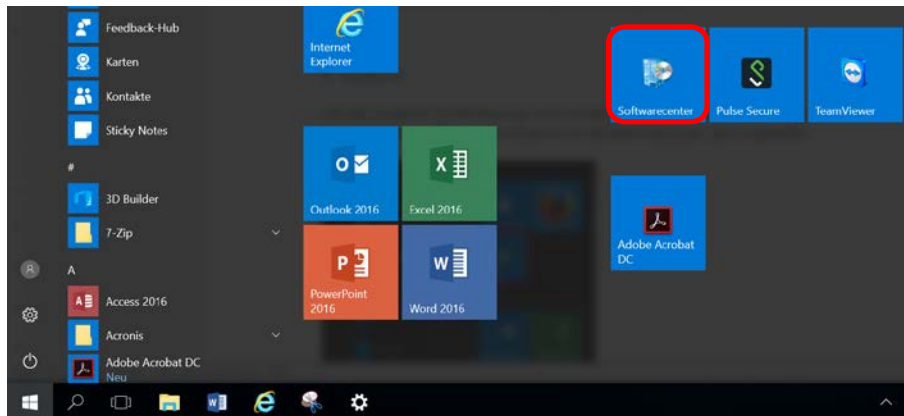 Feedback-Hub
Karten
Kontakte
Sticky Notes
#
3D Builder
7-Zip
A
Access 2016
Acronis
Adobe Acrobat DC
Neu
Internet
Explorer
Outlook 2016
Excel 2016
PowerPoint
2016
Word 2016
Softwarecenter
Pulse Secure
TeamViewer
Adobe Acrobat
DC